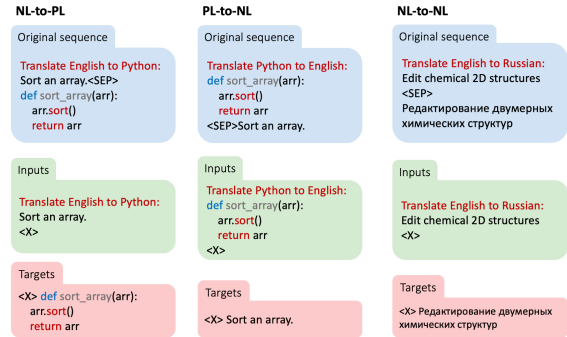 NL-to-PL
Original sequence
Translate English to Python:
Sort an array.<SEP>
def sort_array(arr):
arr.sort()
return arr
Inputs
Translate English to Python:
Sort an array.
<X>
Targets
<X> def sort_array(arr):
arr.sort()
return arr
PL-to-NL
Original sequence
Translate Python to English:
def sort_array(arr):
arr.sort()
return arr
<SEP>Sort an array.
Inputs
Translate Python to English:
def sort_array(arr):
arr.sort()
return arr
<X>
Targets
<X> Sort an array.
NL-to-NL
Original sequence
Translate English to Russian:
Edit chemical 2D structures
<SEP>
Редактирование двумерных
химических структур
Inputs
Translate English to Russian:
Edit chemical 2D structures
<X>
Targets
<X> Редактирование двумерных
химических структур